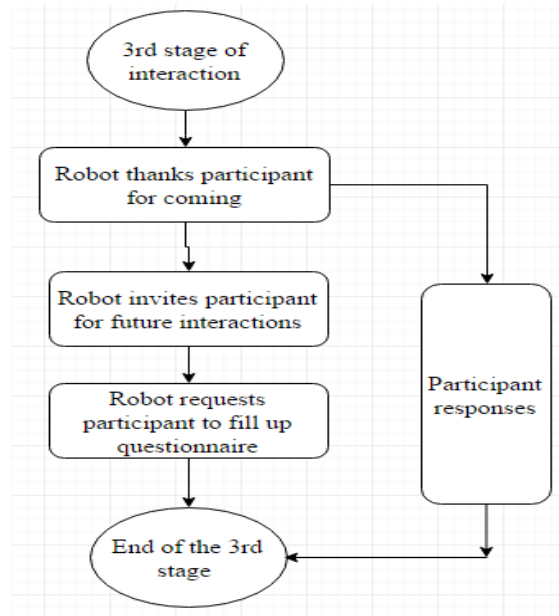 3rd stage of
interaction
Robot thanks participant
for coming
Robot invites participant
for future interactions
Robot requests
participant to fill up
questionnaire
Participant
responses
End of the 3rd
stage